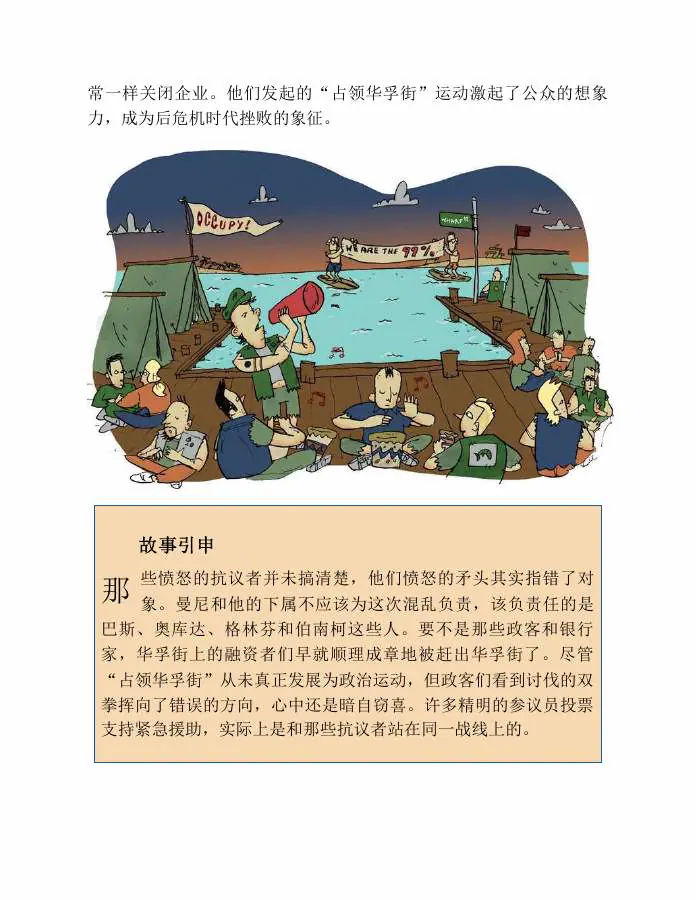 常一样关闭企业。他们发起的“占领华孚街”运动激起了公众的想象
力，成为后危机时代挫败的象征。
OCCUPY!
WE ARE THE 99%
WHARF ST
故事引申
那些愤怒的抗议者并未搞清楚，他们愤怒的矛头其实指错了对
象。曼尼和他的下属不应该为这次混乱负责，该负责任的是
巴斯、奥库达、格林芬和伯南柯这些人。要不是那些政客和银行
家，华孚街上的融资者们早就顺理成章地被赶出华孚街了。尽管
“占领华孚街”从未真正发展为政治运动，但政客们看到讨伐的双
拳挥向了错误的方向，心中还是暗自窃喜。许多精明的参议员投票
支持紧急援助，实际上是和那些抗议者站在同一战线上的。